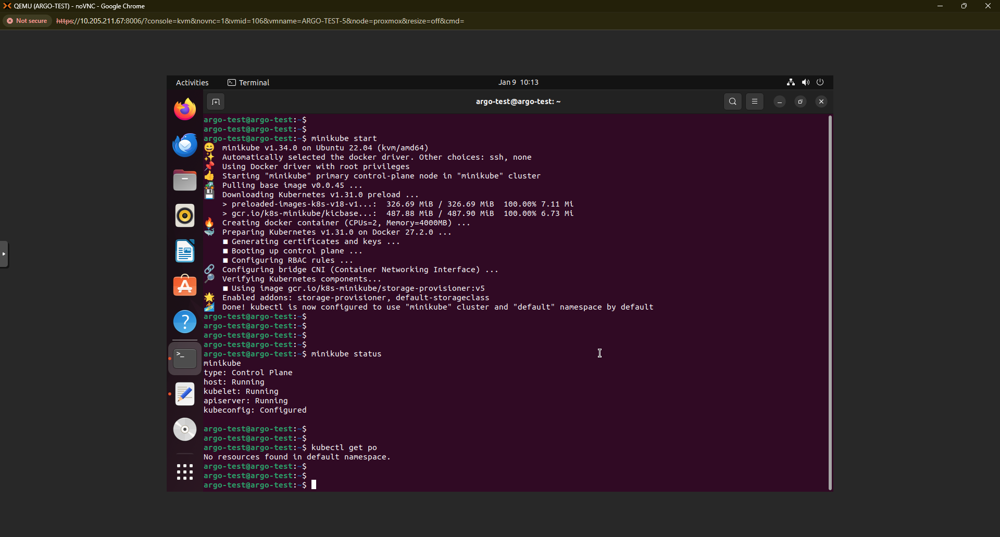 QEMU (ARGO-TEST) - noVNC - Google Chrome
Not secure https://10.205.211.67:8006/?console=kvm&novnc=1&vmid=106&vmname=ARGO-TEST-5&node=proxmox&resize=off&cmd=
Activities Terminal Jan 9 10:13
argo-test@argo-test: ~
argo-test@argo-test:~$
argo-test@argo-test:~$
argo-test@argo-test:~$ minikube start
minikube v1.34.0 on Ubuntu 22.04 (kvm/amd64)
Automatically selected the docker driver. Other choices: ssh, none
Using Docker driver with root privileges
Starting "minikube" primary control-plane node in "minikube" cluster
Pulling base image v0.0.45 ...
Downloading Kubernetes v1.31.0 preload ...
> preloaded-images-k8s-v18-v1...: 326.69 MiB / 326.69 MiB 100.00% 7.11 Mi
> gcr.io/k8s-minikube/kicbase...: 487.88 MiB / 487.90 MiB 100.00% 6.73 Mi
Creating docker container (CPUs=2, Memory=4000MB) ...
Preparing Kubernetes v1.31.0 on Docker 27.2.0 ...
■ Generating certificates and keys ...
■ Booting up control plane ...
■ Configuring RBAC rules ...
Configuring bridge CNI (Container Networking Interface) ...
Verifying Kubernetes components...
■ Using image gcr.io/k8s-minikube/storage-provisioner:v5
Enabled addons: storage-provisioner, default-storageclass
Done! kubectl is now configured to use "minikube" cluster and "default" namespace by default
argo-test@argo-test:~$
argo-test@argo-test:~$
argo-test@argo-test:~$
argo-test@argo-test:~$
argo-test@argo-test:~$ minikube status
minikube
type: Control Plane
host: Running
kubelet: Running
apiserver: Running
kubeconfig: Configured
argo-test@argo-test:~$
argo-test@argo-test:~$
argo-test@argo-test:~$ kubectl get po
No resources found in default namespace.
argo-test@argo-test:~$
argo-test@argo-test:~$
argo-test@argo-test:~$